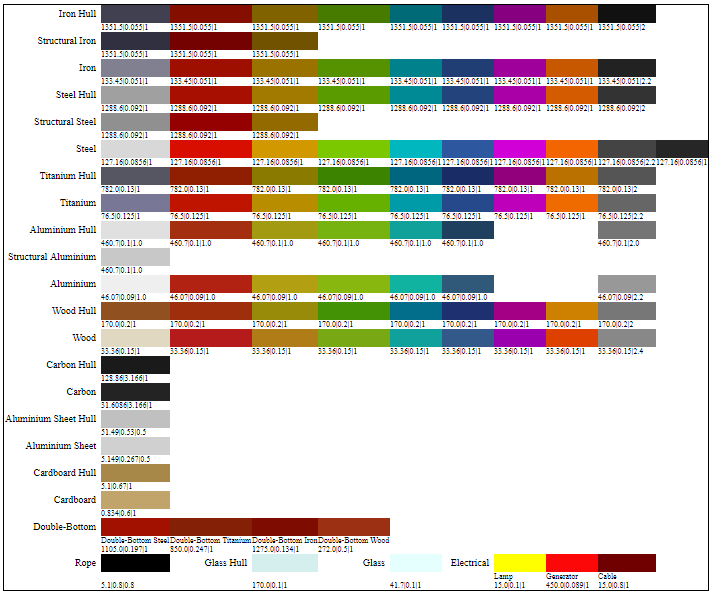 Iron Hull
1351.5|0.055|1 1351.5|0.055|1 1351.5|0.055|1 1351.5|0.055|1 1351.5|0.055|1 1351.5|0.055|1 1351.5|0.055|1 1351.5|0.055|1 1351.5|0.055|2
Structural Iron
1351.5|0.055|1 1351.5|0.055|1 1351.5|0.055|1
Iron
133.45|0.051|1 133.45|0.051|1 133.45|0.051|1 133.45|0.051|1 133.45|0.051|1 133.45|0.051|1 133.45|0.051|1 133.45|0.051|1 133.45|0.051|2.2
Steel Hull
1288.6|0.092|1 1288.6|0.092|1 1288.6|0.092|1 1288.6|0.092|1 1288.6|0.092|1 1288.6|0.092|1 1288.6|0.092|1 1288.6|0.092|1 1288.6|0.092|2
Structural Steel
1288.6|0.092|1 1288.6|0.092|1 1288.6|0.092|1
Steel
127.16|0.0856|1 127.16|0.0856|1 127.16|0.0856|1 127.16|0.0856|1 127.16|0.0856|1 127.16|0.0856|1 127.16|0.0856|1 127.16|0.0856|1 127.16|0.0856|2.2 127.16|0.0856|1
Titanium Hull
782.0|0.13|1 782.0|0.13|1 782.0|0.13|1 782.0|0.13|1 782.0|0.13|1 782.0|0.13|1 782.0|0.13|1 782.0|0.13|1 782.0|0.13|2
Titanium
76.5|0.125|1 76.5|0.125|1 76.5|0.125|1 76.5|0.125|1 76.5|0.125|1 76.5|0.125|1 76.5|0.125|1 76.5|0.125|1 76.5|0.125|2.2
Aluminium Hull
460.7|0.1|1.0 460.7|0.1|1.0 460.7|0.1|1.0 460.7|0.1|1.0 460.7|0.1|1.0 460.7|0.1|1.0 460.7|0.1|2.0
Structural Aluminium
460.7|0.1|1.0
Aluminium
46.07|0.09|1.0 46.07|0.09|1.0 46.07|0.09|1.0 46.07|0.09|1.0 46.07|0.09|1.0 46.07|0.09|1.0 46.07|0.09|2.2
Wood Hull
170.0|0.2|1 170.0|0.2|1 170.0|0.2|1 170.0|0.2|1 170.0|0.2|1 170.0|0.2|1 170.0|0.2|1 170.0|0.2|1 170.0|0.2|2
Wood
33.36|0.15|1 33.36|0.15|1 33.36|0.15|1 33.36|0.15|1 33.36|0.15|1 33.36|0.15|1 33.36|0.15|1 33.36|0.15|1 33.36|0.15|2.4
Carbon Hull
128.86|3.166|1
Carbon
31.6086|3.166|1
Aluminium Sheet Hull
51.49|0.53|0.5
Aluminium Sheet
5.149|0.267|0.5
Cardboard Hull
5.1|0.67|1
Cardboard
0.834|0.6|1
Double-Bottom
Double-Bottom Steel Double-Bottom Titanium Double-Bottom Iron Double-Bottom Wood
1105.0|0.197|1 850.0|0.247|1 1275.0|0.134|1 272.0|0.5|1
Rope Glass Hull Glass Electrical
Lamp Generator Cable
5.1|0.8|0.8 170.0|0.1|1 41.7|0.1|1 15.0|0.1|1 450.0|0.089|1 15.0|0.8|1